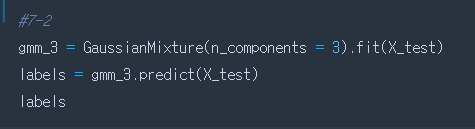 #7-2
gmm_3 = GaussianMixture(n_components = 3).fit(X_test)
labels = gmm_3.predict(X_test)
labels